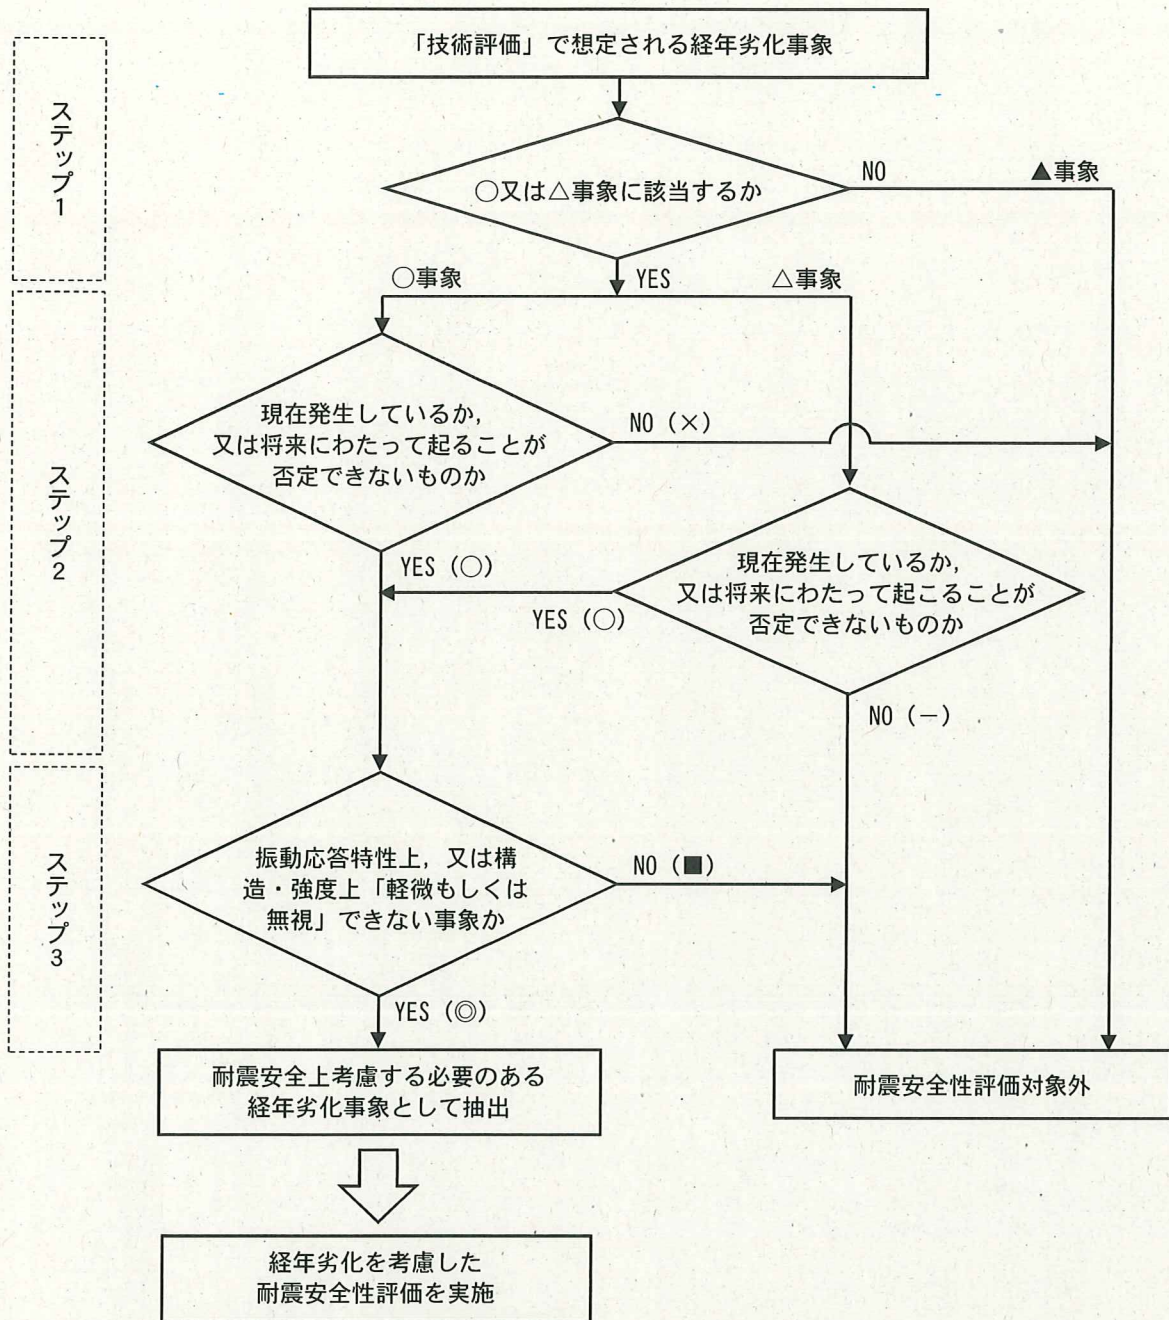 「技術評価」で想定される経年劣化事象
ステップ1
○又は△事象に該当するか
NO
▲事象
○事象
YES
△事象
ステップ2
現在発生しているか,
又は将来にわたって起ることが
否定できないものか
NO (×)
YES (○)
現在発生しているか,
又は将来にわたって起こることが
否定できないものか
YES (○)
NO (－)
ステップ3
振動応答特性上, 又は構
造・強度上「軽微もしくは
無視」できない事象か
NO (■)
YES (◎)
耐震安全上考慮する必要のある
経年劣化事象として抽出
耐震安全性評価対象外
経年劣化を考慮した
耐震安全性評価を実施